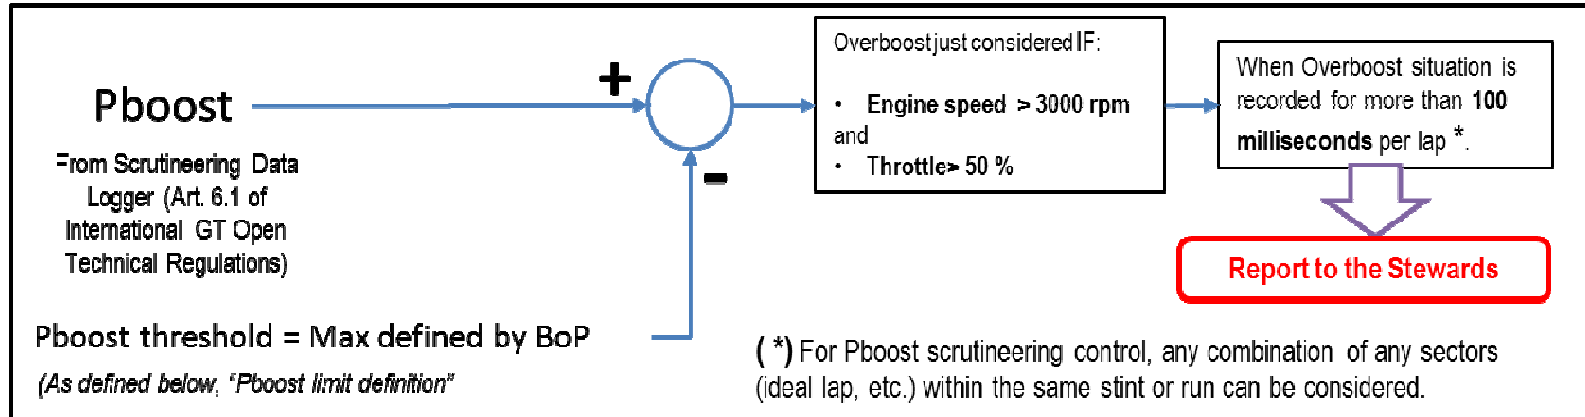 Pboost
From Scrutineering Data
Logger (Art. 6.1 of
International GT Open
Technical Regulations)
Pboost threshold = Max defined by BoP
(As defined below, "Pboost limit definition"
+
-
Overboost just considered IF:
• Engine speed > 3000 rpm
and
• Throttle> 50 %
When Overboost situation is
recorded for more than 100
milliseconds per lap *.
Report to the Stewards
( *) For Pboost scrutineering control, any combination of any sectors
(ideal lap, etc.) within the same stint or run can be considered.